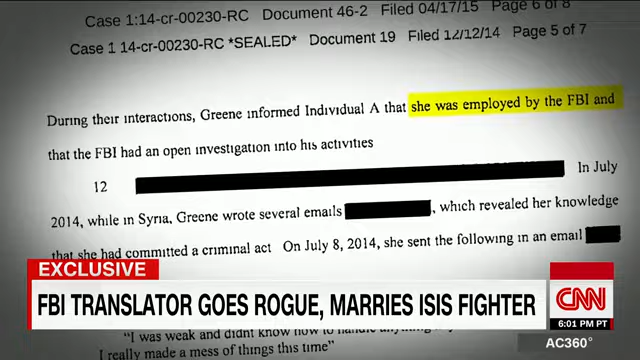 Case 1:14-cr-00230-RC Document 46-2 Filed 04/17/15 Page 6 of 8
Case 1 14-cr-00230-RC *SEALED* Document 19 Filed 12/12/14 Page 5 of 7
During their interactions, Greene informed Individual A that she was employed by the FBI and
that the FBI had an open investigation into his activities
12 In July
2014, while in Syria, Greene wrote several emails , which revealed her knowledge
that she had committed a criminal act On July 8, 2014, she sent the following in an email
EXCLUSIVE
FBI TRANSLATOR GOES ROGUE, MARRIES ISIS FIGHTER
CNN
6:01 PM PT
AC360°
"I was weak and didnt know how to handle
I really made a mess of things this time"